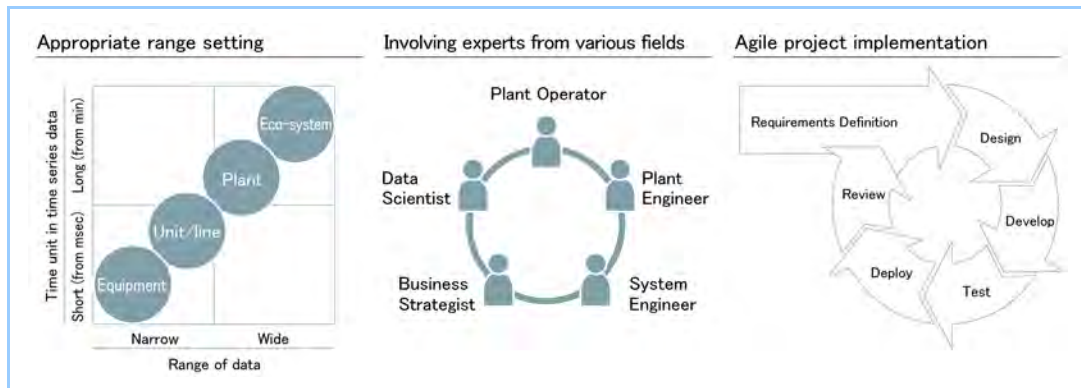 Appropriate range setting
Time unit in time series data
Long (from min)
Short (from msec)
Eco-system
Plant
Unit/line
Equipment
Narrow
Wide
Range of data
Involving experts from various fields
Plant Operator
Data
Scientist
Plant
Engineer
Business
Strategist
System
Engineer
Agile project implementation
Requirements Definition
Design
Develop
Test
Deploy
Review